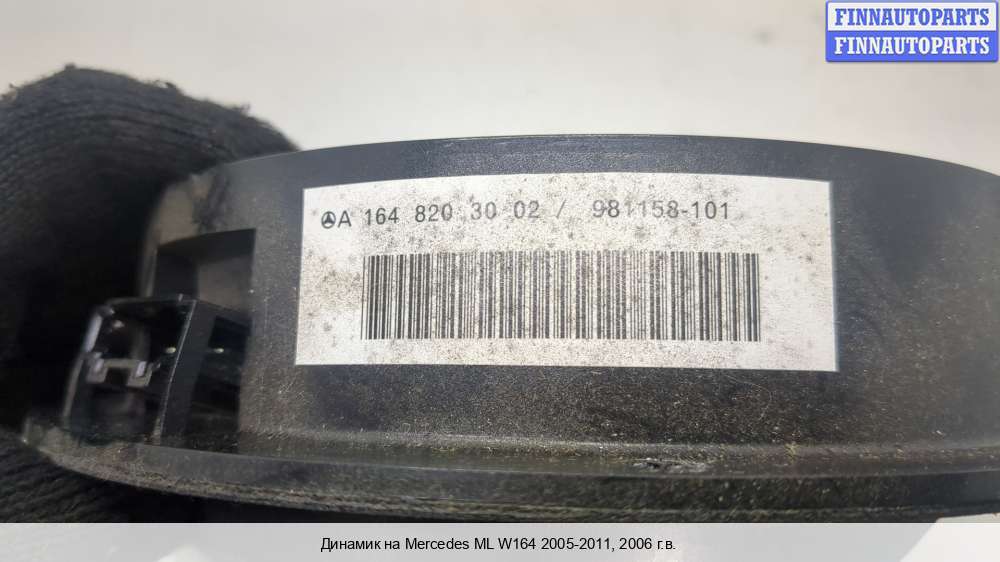 FINNAUTOPARTS
FINNAUTOPARTS
A 164 820 30 02 / 981158-101
Динамик на Mercedes ML W164 2005-2011, 2006 г.в.